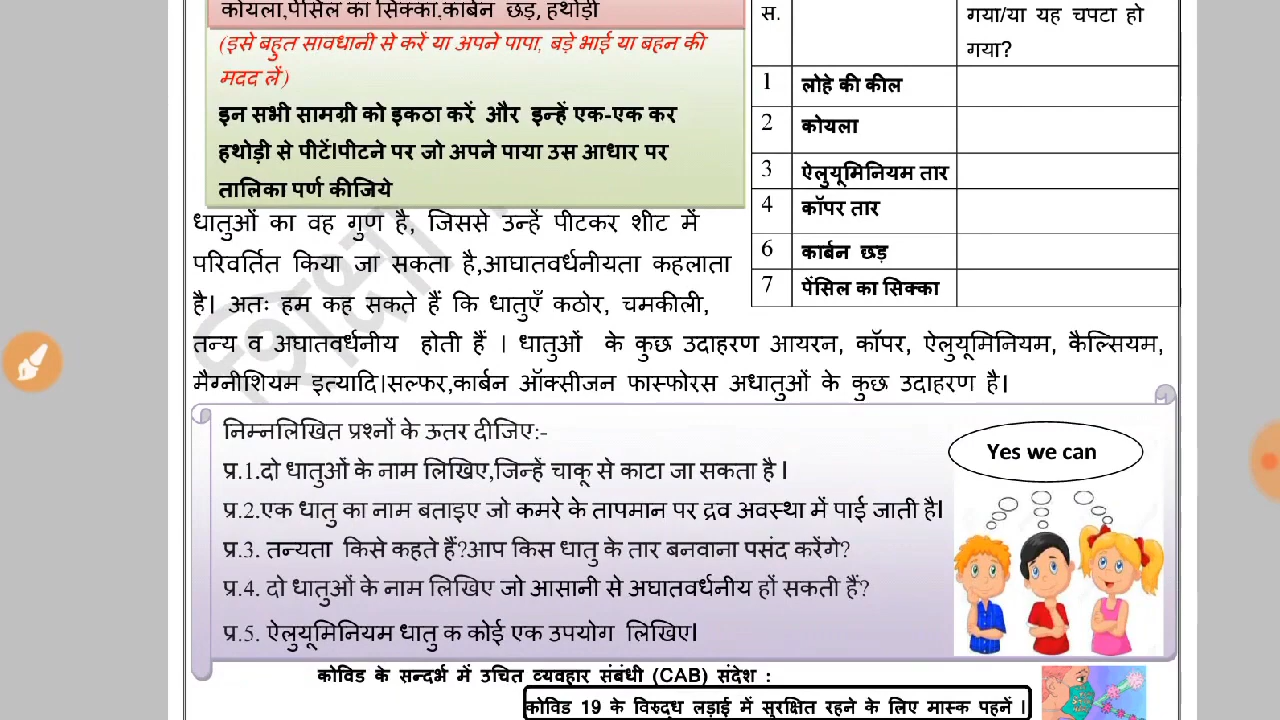 कोयला,पेंसिल का सिक्का,कार्बन छड़, हथोड़ी
(इसे बहुत सावधानी से करें या अपने पापा, बड़े भाई या बहन की
मदद लें)
इन सभी सामग्री को इकठा करें और इन्हें एक-एक कर
हथोड़ी से पीटें।पीटने पर जो अपने पाया उस आधार पर
तालिका पर्ण कीजिये
स. गया/या यह चपटा हो
गया?
1 लोहे की कील
2 कोयला
3 ऐलुयूमिनियम तार
4 कॉपर तार
6 कार्बन छड़
7 पेंसिल का सिक्का
धातुओं का वह गुण है, जिससे उन्हें पीटकर शीट में
परिवर्तित किया जा सकता है,आघातवर्धनीयता कहलाता
है। अतः हम कह सकते हैं कि धातुएँ कठोर, चमकीली,
तन्य व अघातवर्धनीय होती हैं । धातुओं के कुछ उदाहरण आयरन, कॉपर, ऐलुयूमिनियम, कैल्सियम,
मैग्नीशियम इत्यादि।सल्फर,कार्बन ऑक्सीजन फास्फोरस अधातुओं के कुछ उदाहरण है।
निम्नलिखित प्रश्नों के ऊतर दीजिए:-
प्र.1.दो धातुओं के नाम लिखिए,जिन्हें चाकू से काटा जा सकता है ।
प्र.2.एक धातु का नाम बताइए जो कमरे के तापमान पर द्रव अवस्था में पाई जाती है।
प्र.3. तन्यता किसे कहते हैं?आप किस धातु के तार बनवाना पसंद करेंगे?
प्र.4. दो धातुओं के नाम लिखिए जो आसानी से अघातवर्धनीय हों सकती हैं?
प्र.5. ऐलुयूमिनियम धातु क कोई एक उपयोग लिखिए।
Yes we can
कोविड के सन्दर्भ में उचित व्यवहार संबंधी (CAB) संदेश :
कोविड 19 के विरुद्ध लड़ाई में सुरक्षित रहने के लिए मास्क पहनें ।
शिक्षा